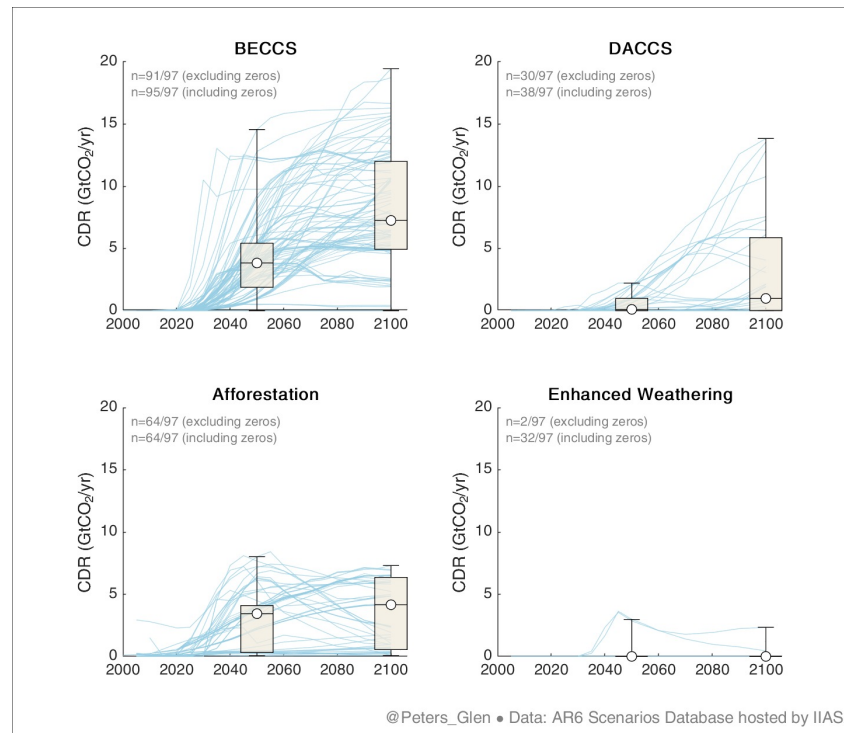 BECCS
n=91/97 (excluding zeros)
n=95/97 (including zeros)
CDR (GtCO₂/yr)
20
15
10
5
0
2000 2020 2040 2060 2080 2100
DACCS
n=30/97 (excluding zeros)
n=38/97 (including zeros)
CDR (GtCO₂/yr)
20
15
10
5
0
2000 2020 2040 2060 2080 2100
Afforestation
n=64/97 (excluding zeros)
n=64/97 (including zeros)
CDR (GtCO₂/yr)
20
15
10
5
0
2000 2020 2040 2060 2080 2100
Enhanced Weathering
n=2/97 (excluding zeros)
n=32/97 (including zeros)
CDR (GtCO₂/yr)
20
15
10
5
0
2000 2020 2040 2060 2080 2100
@Peters_Glen ● Data: AR6 Scenarios Database hosted by IIAS